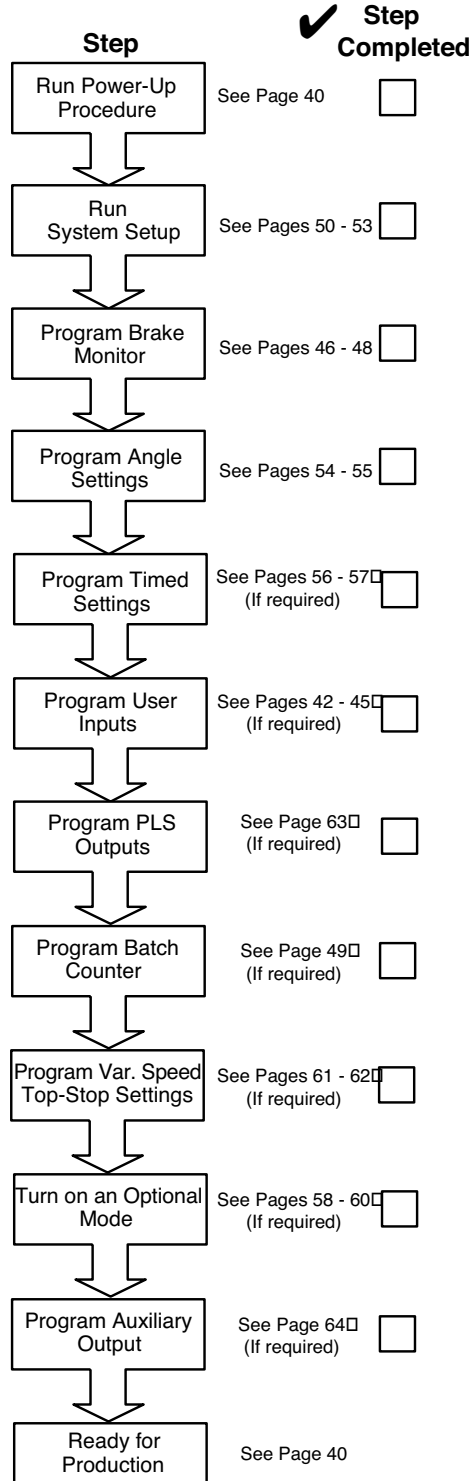 ✔ Step
Completed
Step
Run Power-Up
Procedure
See Page 40
Run
System Setup
See Pages 50 - 53
Program Brake
Monitor
See Pages 46 - 48
Program Angle
Settings
See Pages 54 - 55
Program Timed
Settings
See Pages 56 - 57□
(If required)
Program User
Inputs
See Pages 42 - 45□
(If required)
Program PLS
Outputs
See Page 63□
(If required)
Program Batch
Counter
See Page 49□
(If required)
Program Var. Speed
Top-Stop Settings
See Pages 61 - 62□
(If required)
Turn on an Optional
Mode
See Pages 58 - 60□
(If required)
Program Auxiliary
Output
See Page 64□
(If required)
Ready for
Production
See Page 40